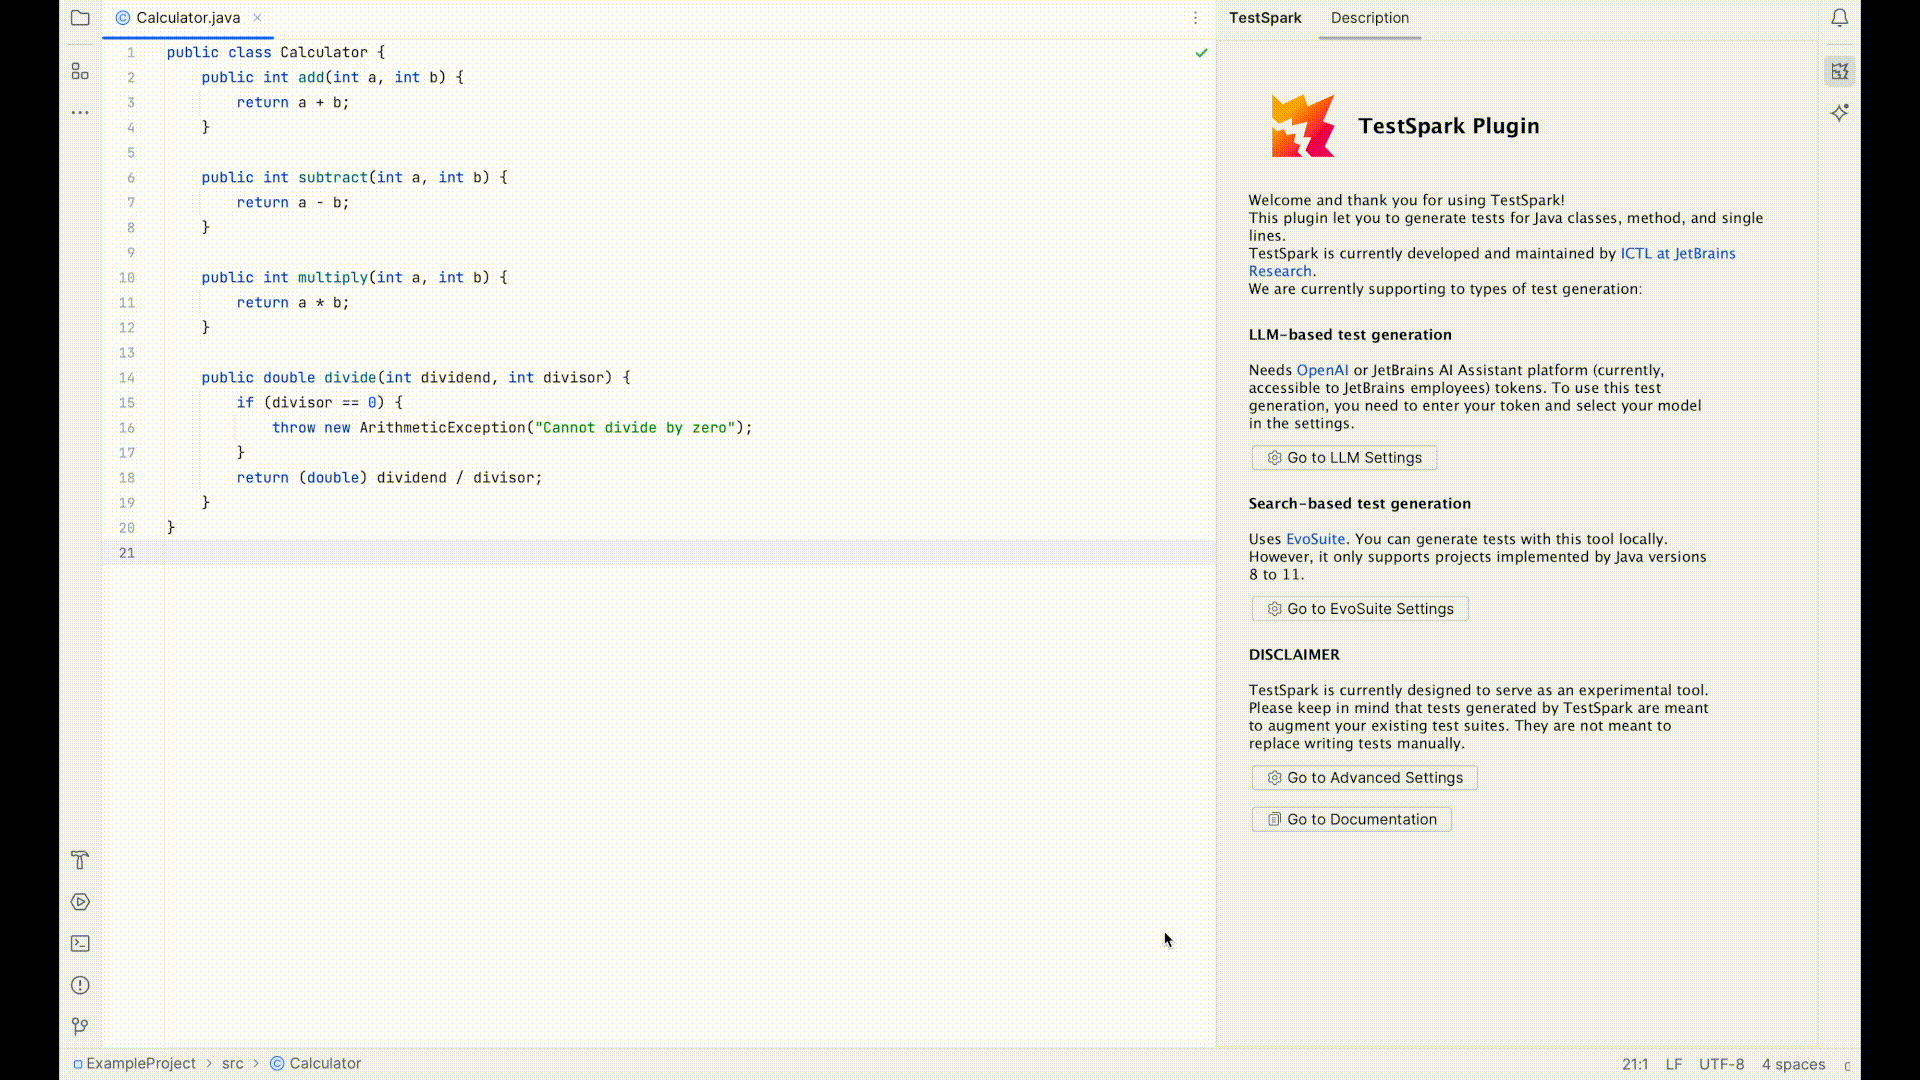 Calculator.java
1 public class Calculator {
2 public int add(int a, int b) {
3 return a + b;
4 }
5
6 public int subtract(int a, int b) {
7 return a - b;
8 }
9
10 public int multiply(int a, int b) {
11 return a * b;
12 }
13
14 public double divide(int dividend, int divisor) {
15 if (divisor == 0) {
16 throw new ArithmeticException("Cannot divide by zero");
17 }
18 return (double) dividend / divisor;
19 }
20 }
21
TestSpark Description
TestSpark Plugin
Welcome and thank you for using TestSpark!
This plugin let you to generate tests for Java classes, method, and single
lines.
TestSpark is currently developed and maintained by ICTL at JetBrains
Research.
We are currently supporting to types of test generation:
LLM-based test generation
Needs OpenAI or JetBrains AI Assistant platform (currently,
accessible to JetBrains employees) tokens. To use this test
generation, you need to enter your token and select your model
in the settings.
Go to LLM Settings
Search-based test generation
Uses EvoSuite. You can generate tests with this tool locally.
However, it only supports projects implemented by Java versions
8 to 11.
Go to EvoSuite Settings
DISCLAIMER
TestSpark is currently designed to serve as an experimental tool.
Please keep in mind that tests generated by TestSpark are meant
to augment your existing test suites. They are not meant to
replace writing tests manually.
Go to Advanced Settings
Go to Documentation
ExampleProject > src > Calculator
21:1 LF UTF-8 4 spaces